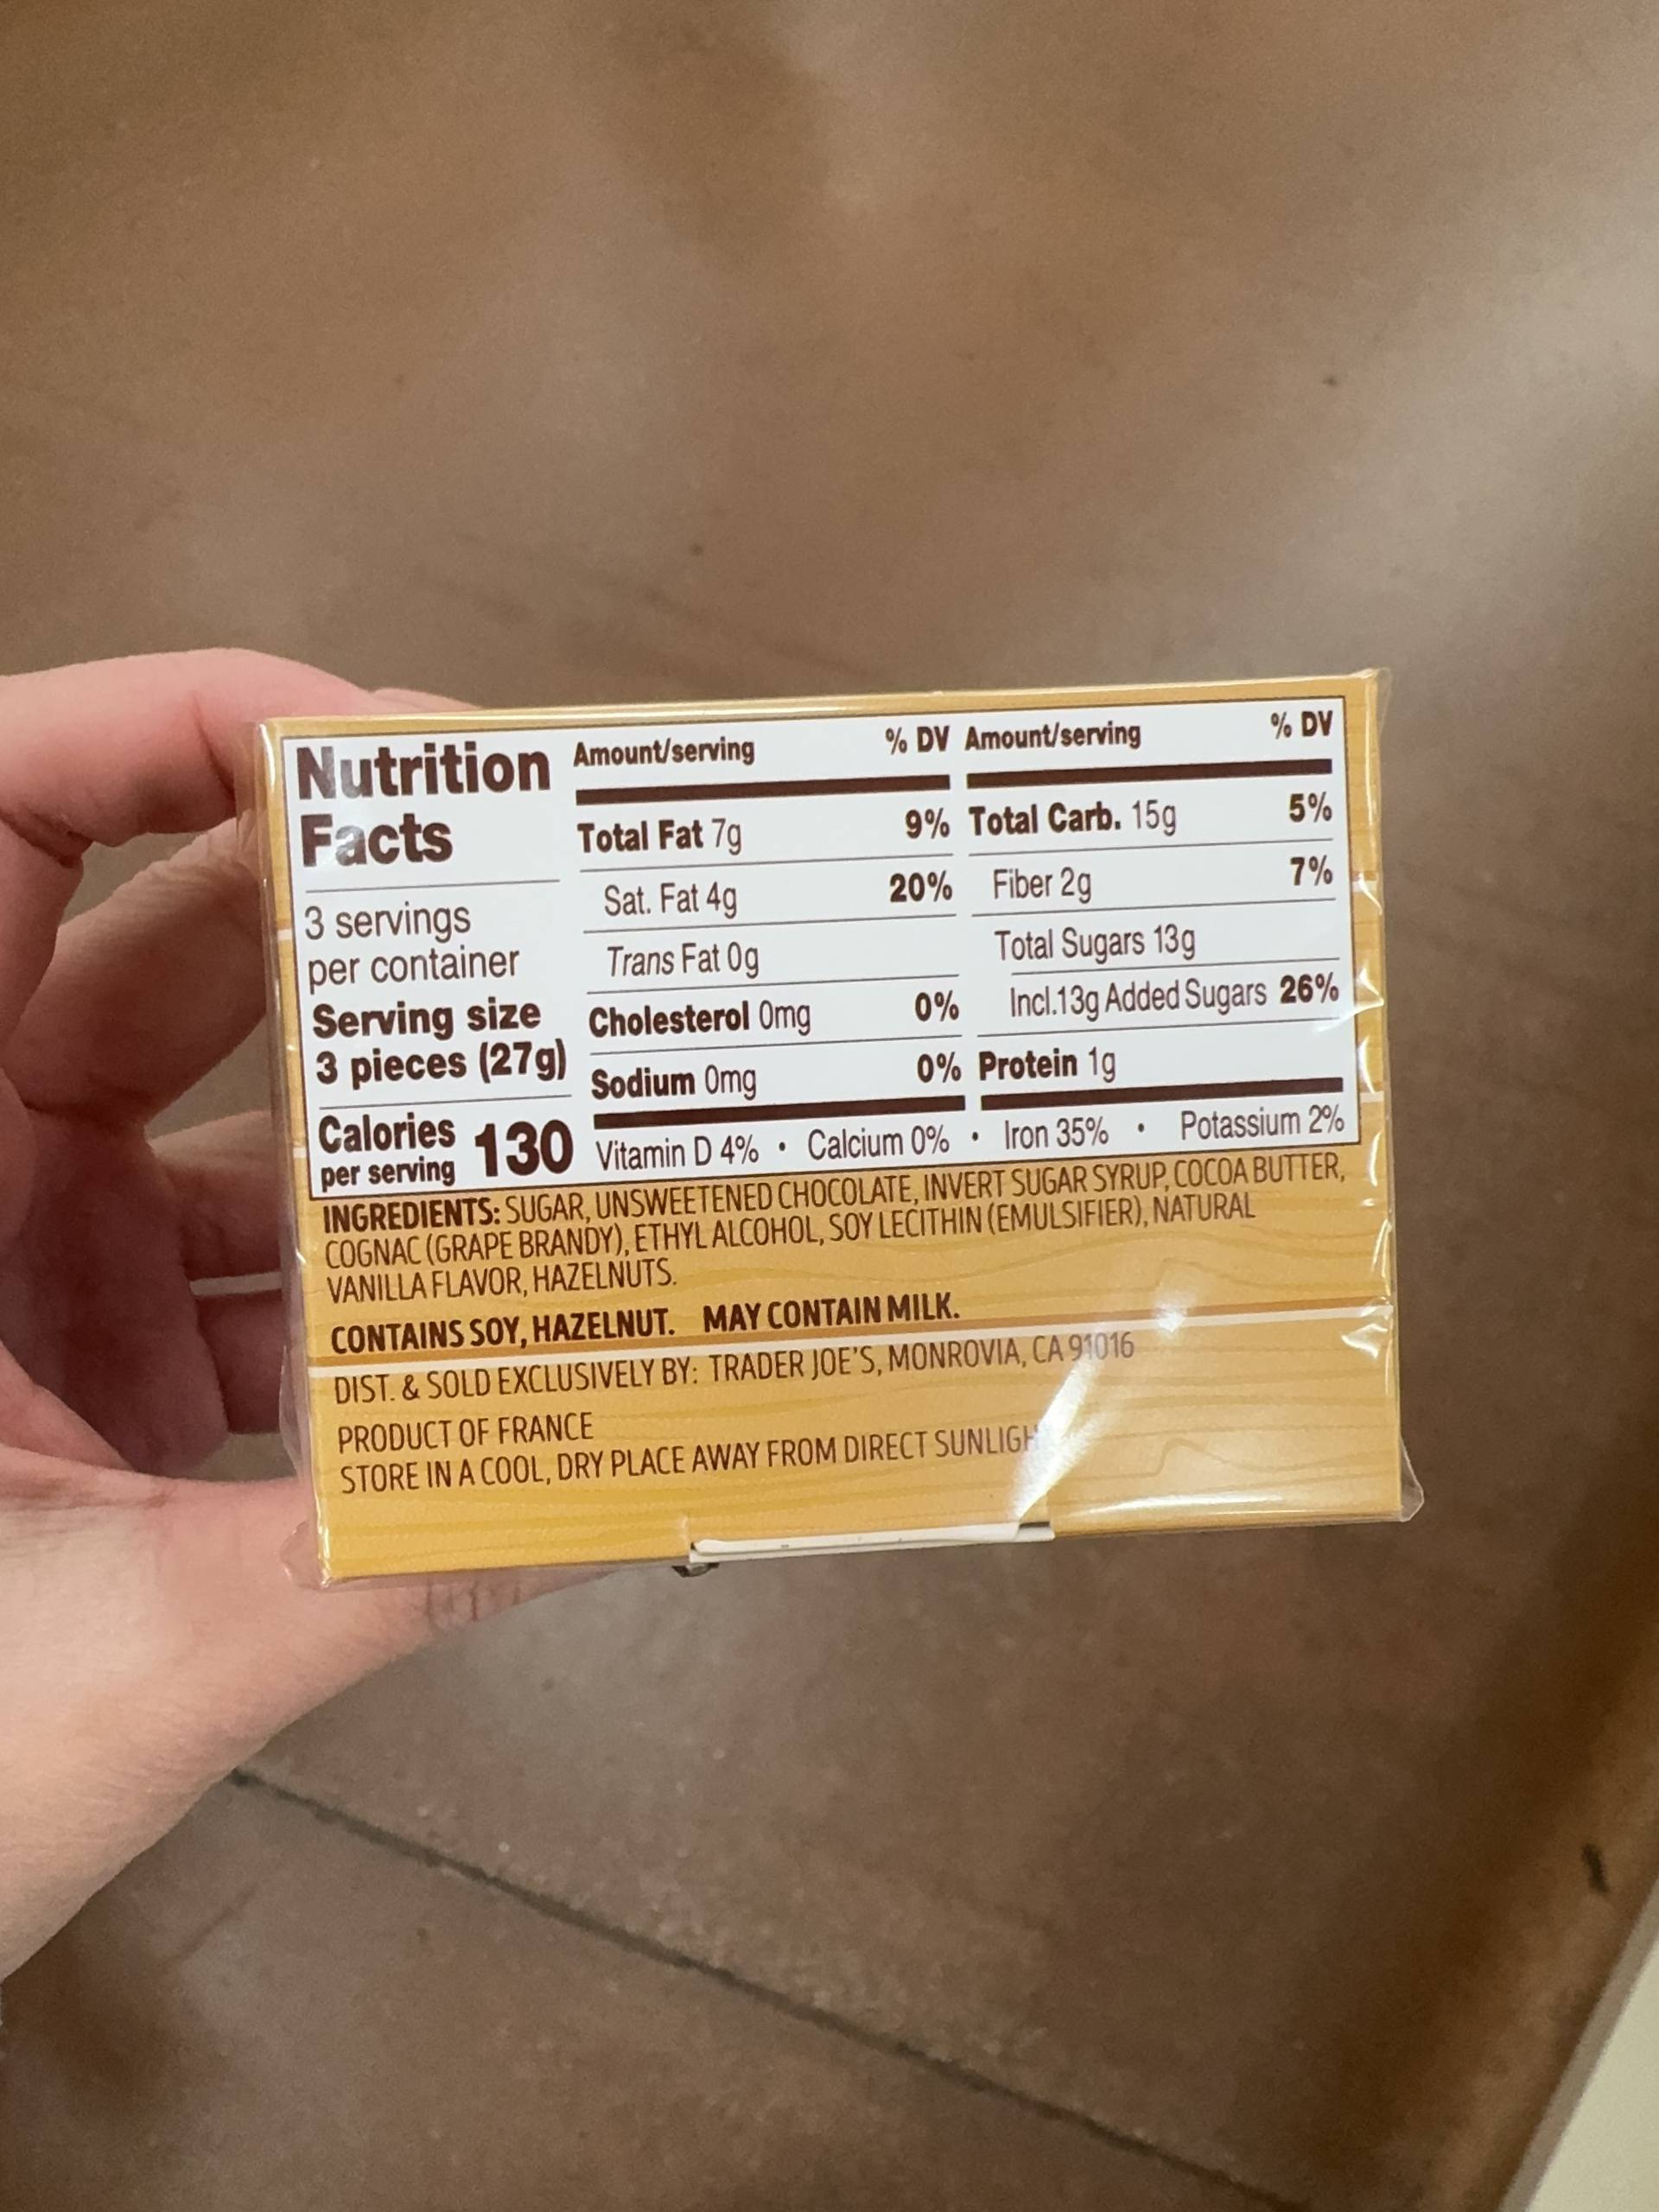 Nutrition
Facts
3 servings
per container
Serving size
3 pieces (27g)
Calories
per serving
130
Amount/serving % DV
Total Fat 7g 9%
Sat. Fat 4g 20%
Trans Fat 0g
Cholesterol 0mg 0%
Sodium 0mg 0%
Amount/serving % DV
Total Carb. 15g 5%
Fiber 2g 7%
Total Sugars 13g
Incl.13g Added Sugars 26%
Protein 1g
Vitamin D 4% • Calcium 0% • Iron 35% • Potassium 2%
INGREDIENTS: SUGAR, UNSWEETENED CHOCOLATE, INVERT SUGAR SYRUP, COCOA BUTTER,
COGNAC (GRAPE BRANDY), ETHYL ALCOHOL, SOY LECITHIN (EMULSIFIER), NATURAL
VANILLA FLAVOR, HAZELNUTS.
CONTAINS SOY, HAZELNUT. MAY CONTAIN MILK.
DIST. & SOLD EXCLUSIVELY BY: TRADER JOE'S, MONROVIA, CA 91016
PRODUCT OF FRANCE
STORE IN A COOL, DRY PLACE AWAY FROM DIRECT SUNLIGH